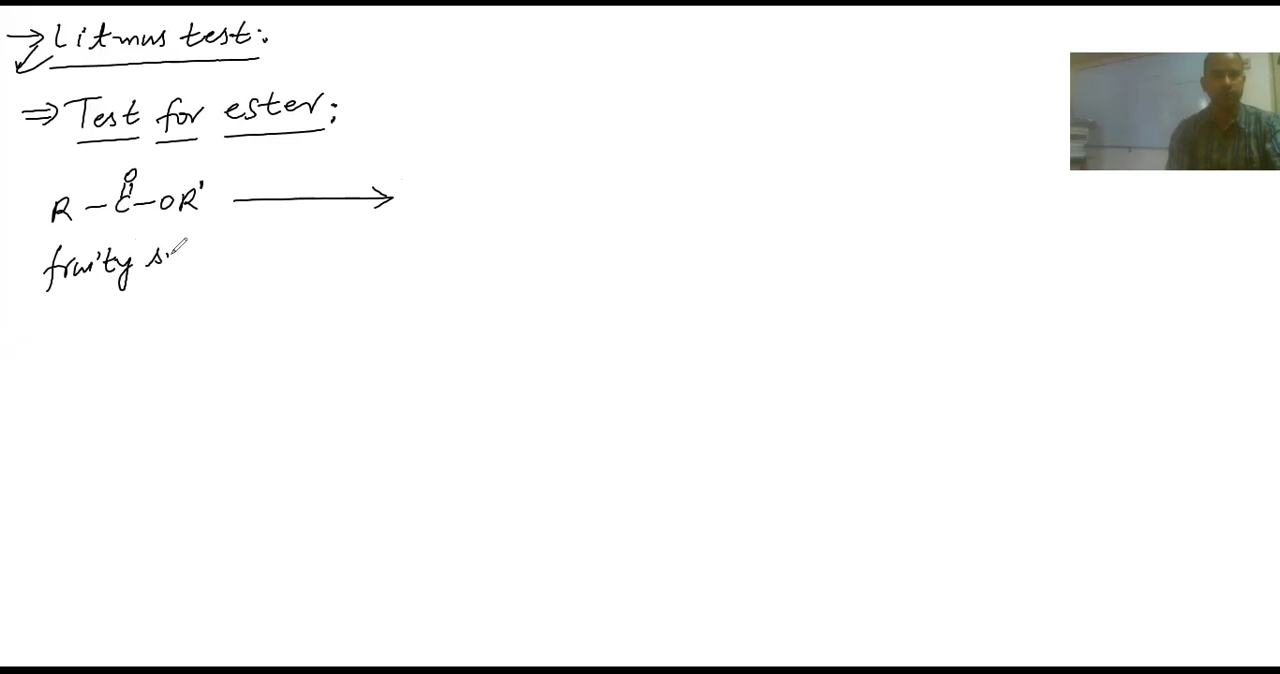 → Litmus test:
⇒ Test for ester:
O
R - C - OR' →
fruity s